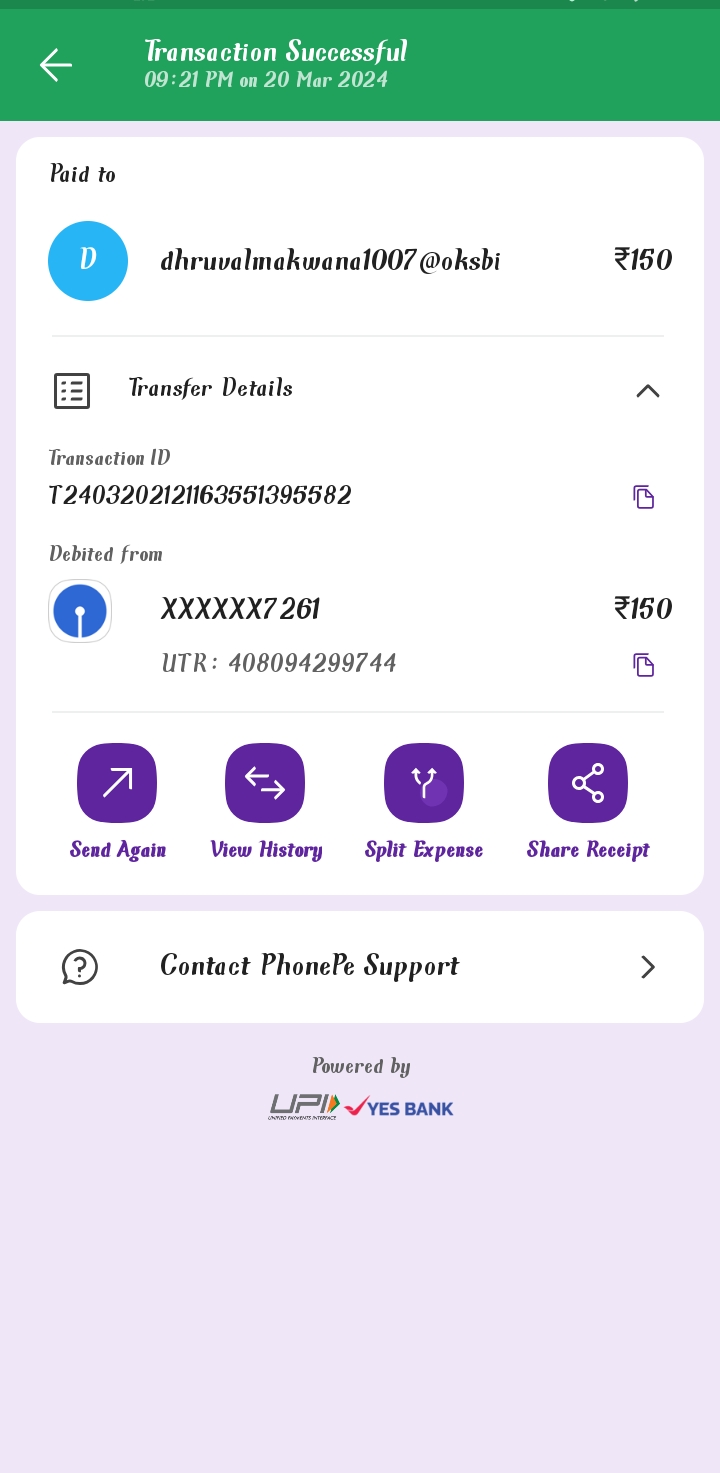 Transaction Successful
09:21 PM on 20 Mar 2024
Paid to
D
dhruvalmakwana1007@oksbi
₹150
Transfer Details
Transaction ID
T2403202121163551395582
Debited from
XXXXXX7261
₹150
UTR: 408094299744
Send Again
View History
Split Expense
Share Receipt
Contact PhonePe Support
Powered by
UPI
UNIFIED PAYMENTS INTERFACE
YES BANK